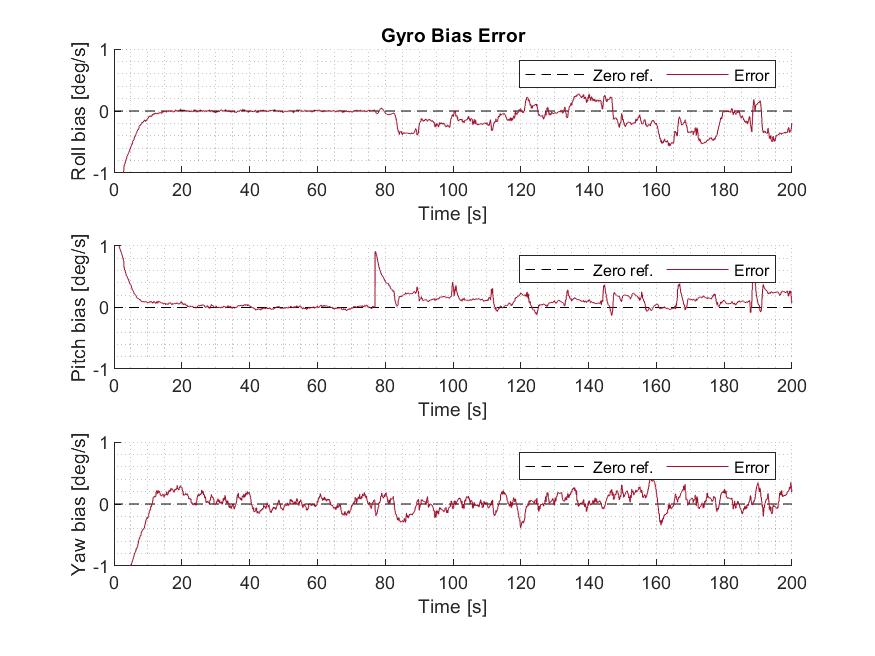 Gyro Bias Error
Roll bias [deg/s]
1
0
-1
Zero ref. Error
0 20 40 60 80 100 120 140 160 180 200
Time [s]
Pitch bias [deg/s]
1
0
-1
Zero ref. Error
0 20 40 60 80 100 120 140 160 180 200
Time [s]
Yaw bias [deg/s]
1
0
-1
Zero ref. Error
0 20 40 60 80 100 120 140 160 180 200
Time [s]